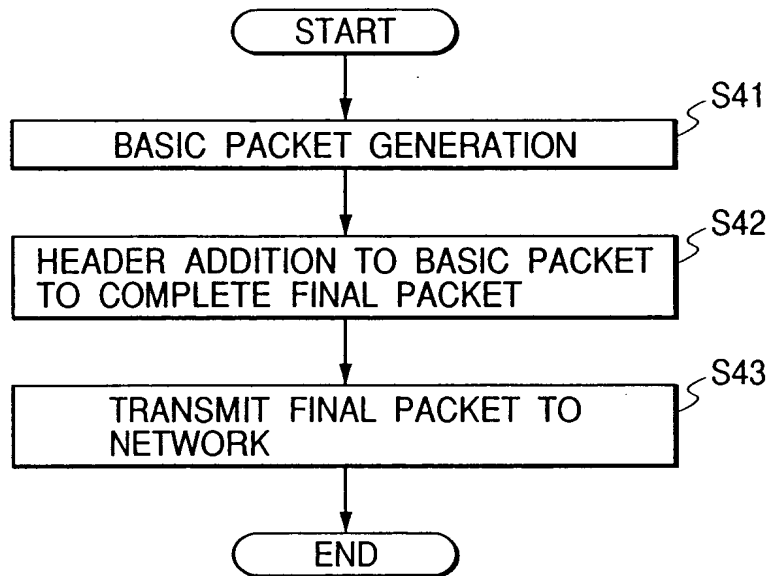 START
S41
BASIC PACKET GENERATION
S42
HEADER ADDITION TO BASIC PACKET
TO COMPLETE FINAL PACKET
S43
TRANSMIT FINAL PACKET TO
NETWORK
END